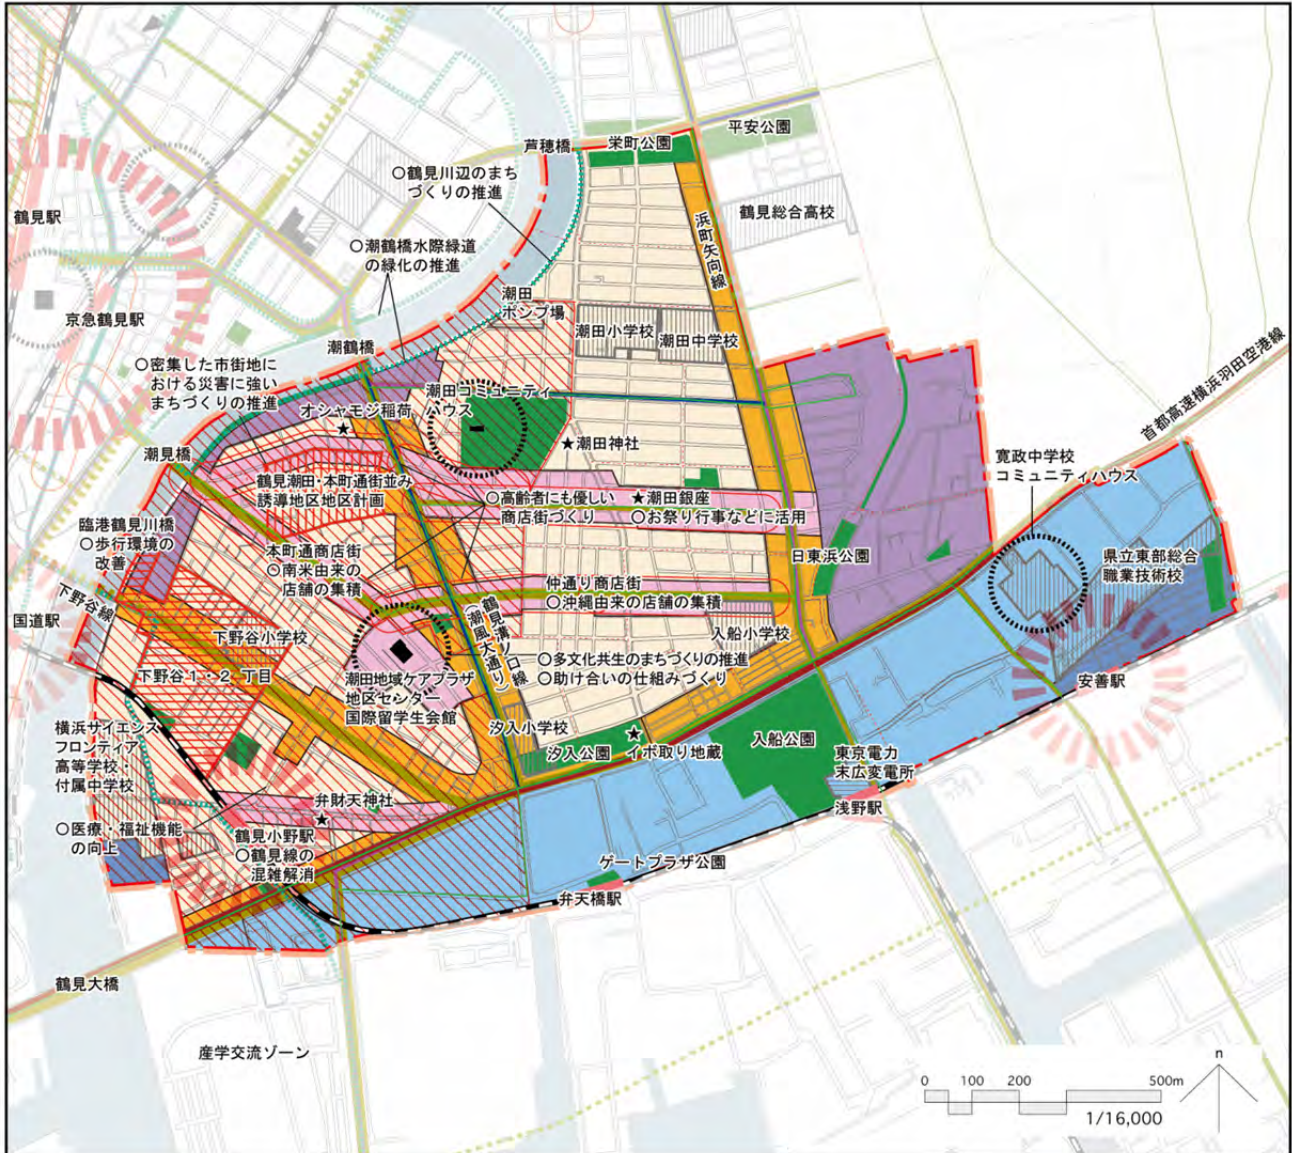 芦穂橋
栄町公園
平安公園
○鶴見川辺のまち
づくりの推進
鶴見駅
鶴見総合高校
浜町矢向線
○潮鶴橋水際緑道
の緑化の推進
潮田
ポンプ場
京急鶴見駅
潮田小学校
潮田中学校
潮鶴橋
○密集した市街地に
おける災害に強い
まちづくりの推進
首都高速横浜羽田空港線
潮田コミュニティ
ハウス
オシャモジ稲荷
★
★潮田神社
潮見橋
寛政中学校
コミュニティハウス
鶴見潮田・本町通街並み
誘導地区地区計画
○高齢者にも優しい
商店街づくり
★潮田銀座
○お祭り行事などに活用
臨港鶴見川橋
○歩行環境の
改善
本町通商店街
○南米由来の
店舗の集積
日東浜公園
県立東部総合
職業技術校
仲通り商店街
○沖縄由来の店舗の集積
下野谷線
国道駅
鶴見溝ノ口線
(潮風大通り)
下野谷小学校
入船小学校
下野谷1・2 丁目
○多文化共生のまちづくりの推進
○助け合いの仕組みづくり
潮田地域ケアプラザ
地区センター
国際留学生会館
安善駅
横浜サイエンス
フロンティア
高等学校・
付属中学校
汐入小学校
★
汐入公園
イボ取り地蔵
入船公園
東京電力
末広変電所
弁財天神社
★
浅野駅
○医療・福祉機能
の向上
鶴見小野駅
○鶴見線の
混雑解消
ゲートプラザ公園
弁天橋駅
鶴見大橋
産学交流ゾーン
n
0 100 200 500m
1/16,000